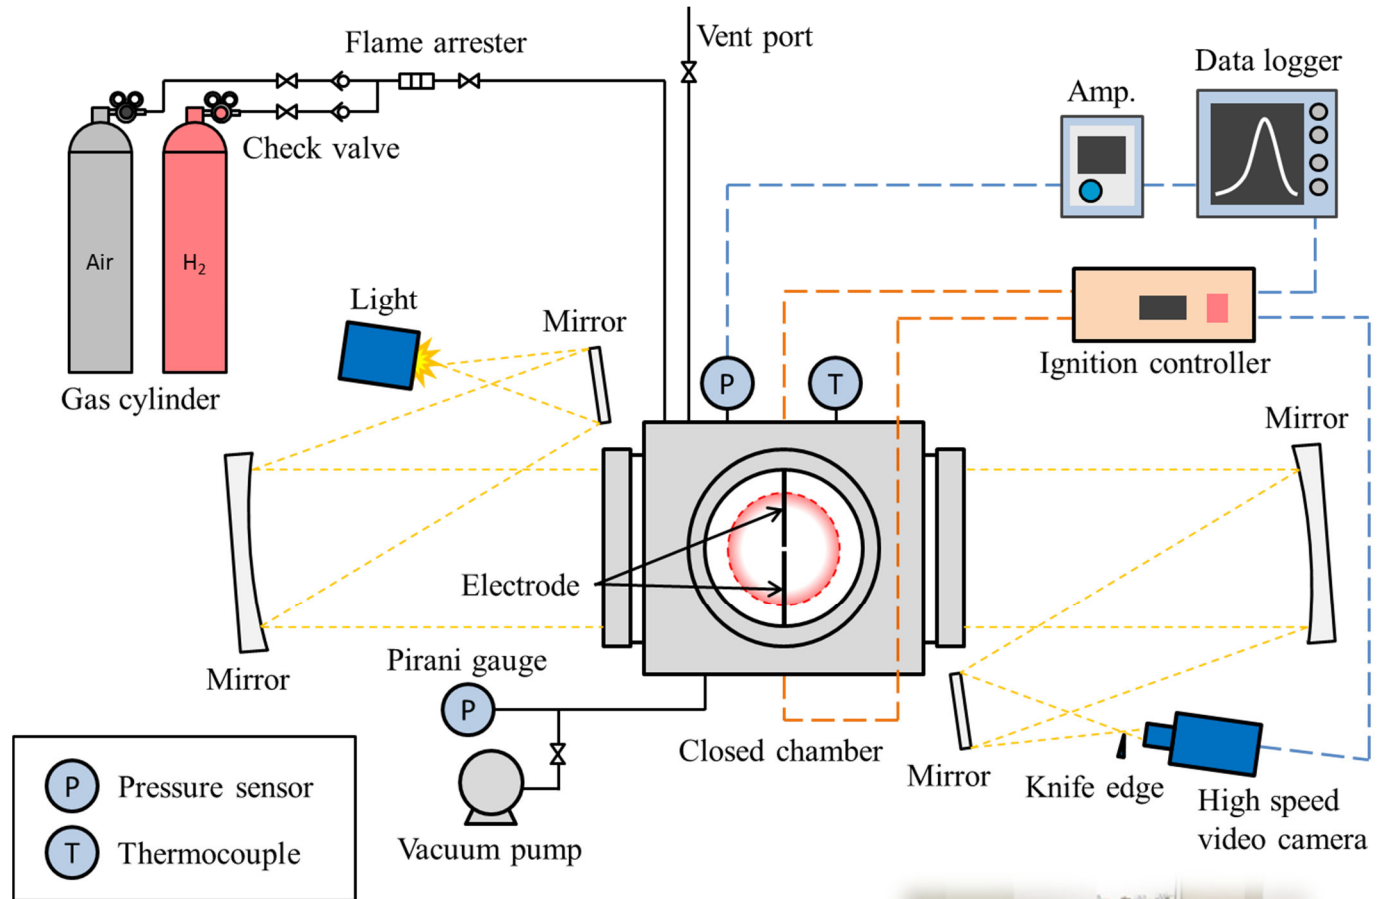 Flame arrester
Vent port
Data logger
Amp.
Check valve
Air
H₂
Light
Mirror
Ignition controller
P
T
Gas cylinder
Mirror
Electrode
Pirani gauge
Mirror
P
Closed chamber
Mirror
Knife edge
High speed
video camera
Vacuum pump
P Pressure sensor
T Thermocouple